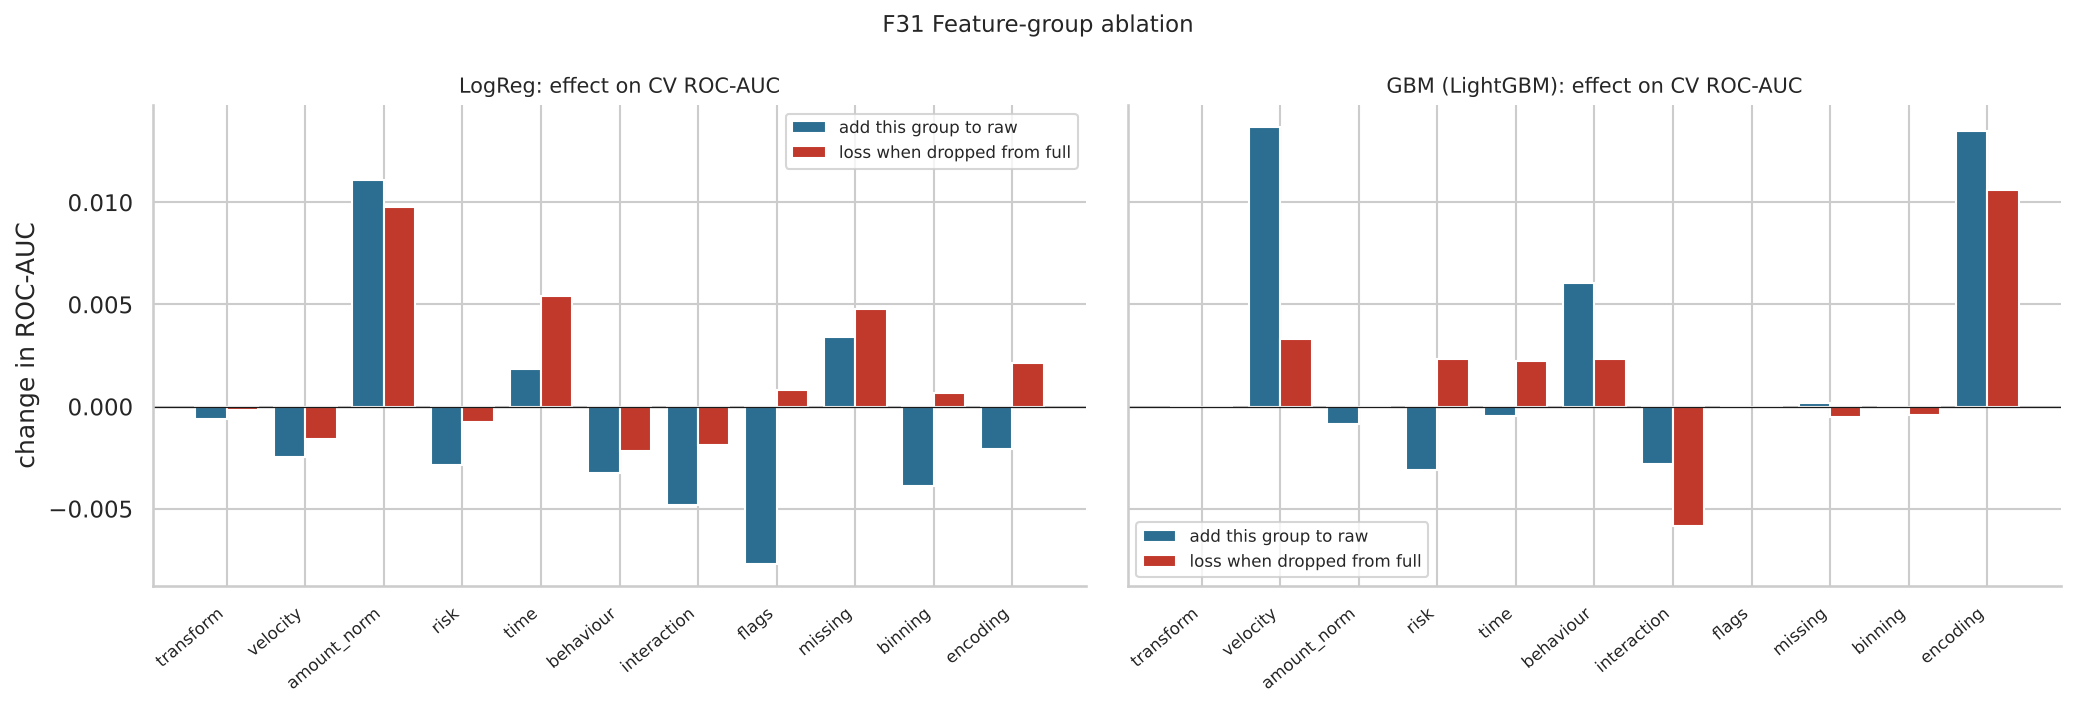 F31 Feature-group ablation
LogReg: effect on CV ROC-AUC
add this group to raw
loss when dropped from full
change in ROC-AUC
0.010
0.005
0.000
−0.005
transform
velocity
amount_norm
risk
time
behaviour
interaction
flags
missing
binning
encoding
GBM (LightGBM): effect on CV ROC-AUC
add this group to raw
loss when dropped from full
transform
velocity
amount_norm
risk
time
behaviour
interaction
flags
missing
binning
encoding